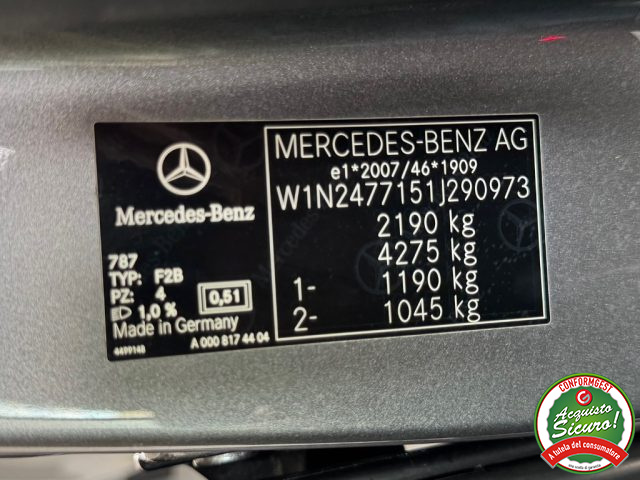 Mercedes-Benz
787
TYP: F2B
PZ: 4
1,0 %
0,51
Made in Germany
A 000 817 44 04
MERCEDES-BENZ AG
e1*2007/46*1909
W1N2477151J290973
2190 kg
4275 kg
1- 1190 kg
2- 1045 kg
CONFORMGEST
Acquisto
Sicuro!
A tutela del consumatore